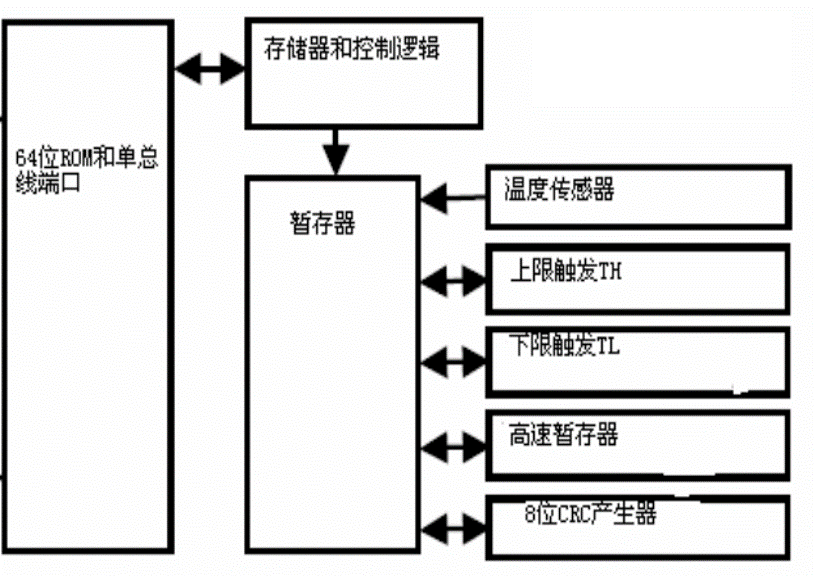 存储器和控制逻辑
64位ROM和单总
线端口
温度传感器
暂存器
上限触发TH
下限触发TL
高速暂存器
8位CRC产生器